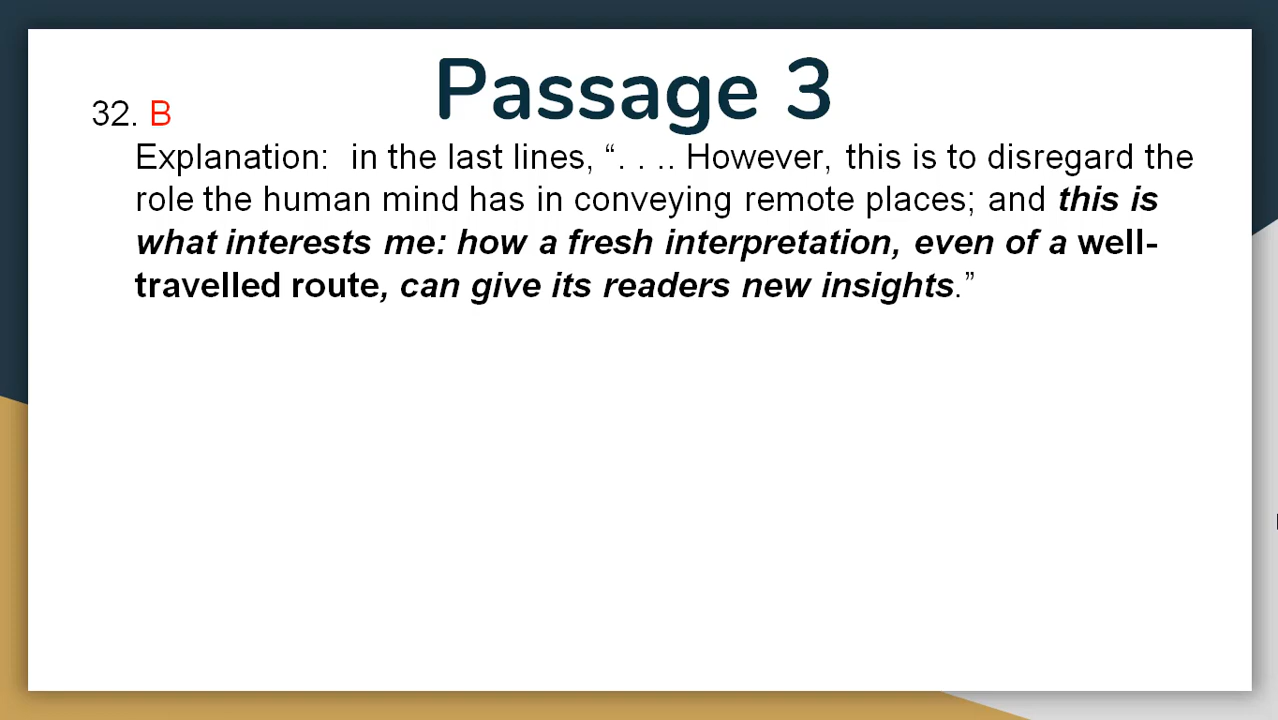 Passage 3
32. B
Explanation:  in the last lines, “. . .. However, this is to disregard the
role the human mind has in conveying remote places; and this is
what interests me: how a fresh interpretation, even of a well-
travelled route, can give its readers new insights.”